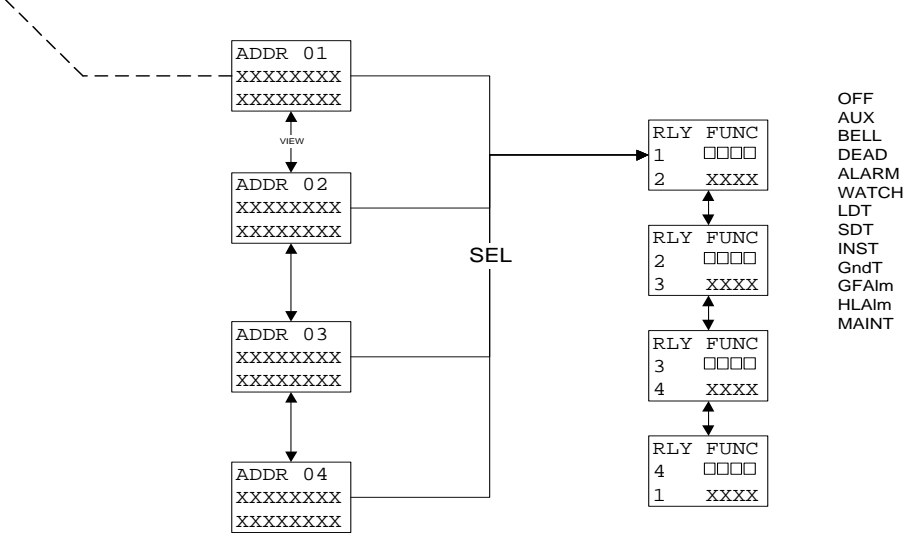 ADDR 01
XXXXXXXX
XXXXXXXX
VIEW
ADDR 02
XXXXXXXX
XXXXXXXX
ADDR 03
XXXXXXXX
XXXXXXXX
ADDR 04
XXXXXXXX
XXXXXXXX
SEL
RLY FUNC
1 □□□□
2 XXXX
RLY FUNC
2 □□□□
3 XXXX
RLY FUNC
3 □□□□
4 XXXX
RLY FUNC
4 □□□□
1 XXXX
OFF
AUX
BELL
DEAD
ALARM
WATCH
LDT
SDT
INST
GndT
GFAlm
HLAlm
MAINT